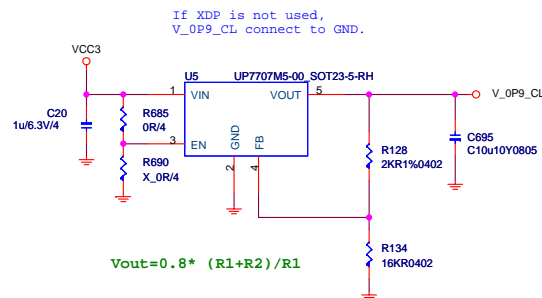 If XDP is not used,
V_0P9_CL connect to GND.
VCC3
U5 UP7707M5-00_SOT23-5-RH
1 VIN VOUT 5
V_0P9_CL
C20
1u/6.3V/4
R685
0R/4
3 EN GND FB
2 4
R690
X_0R/4
R128
2KR1%0402
C695
C10u10Y0805
R134
16KR0402
Vout=0.8* (R1+R2)/R1